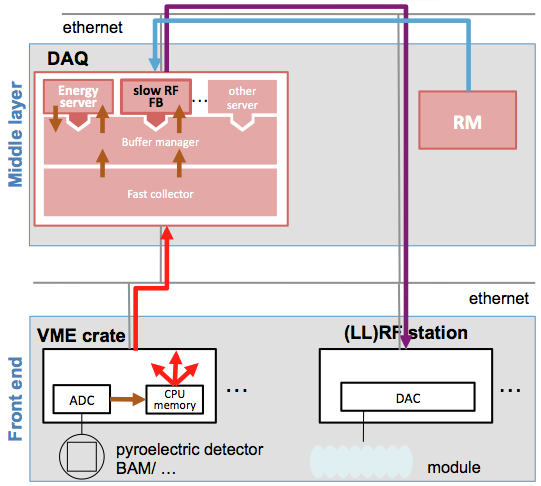 ethernet
Middle layer
DAQ
Energy
server
slow RF
FB
...
other
server
Buffer manager
Fast collector
RM
ethernet
Front end
VME crate
(LL)RF station
ADC
CPU
memory
...
DAC
...
pyroelectric detector
BAM/ ...
module